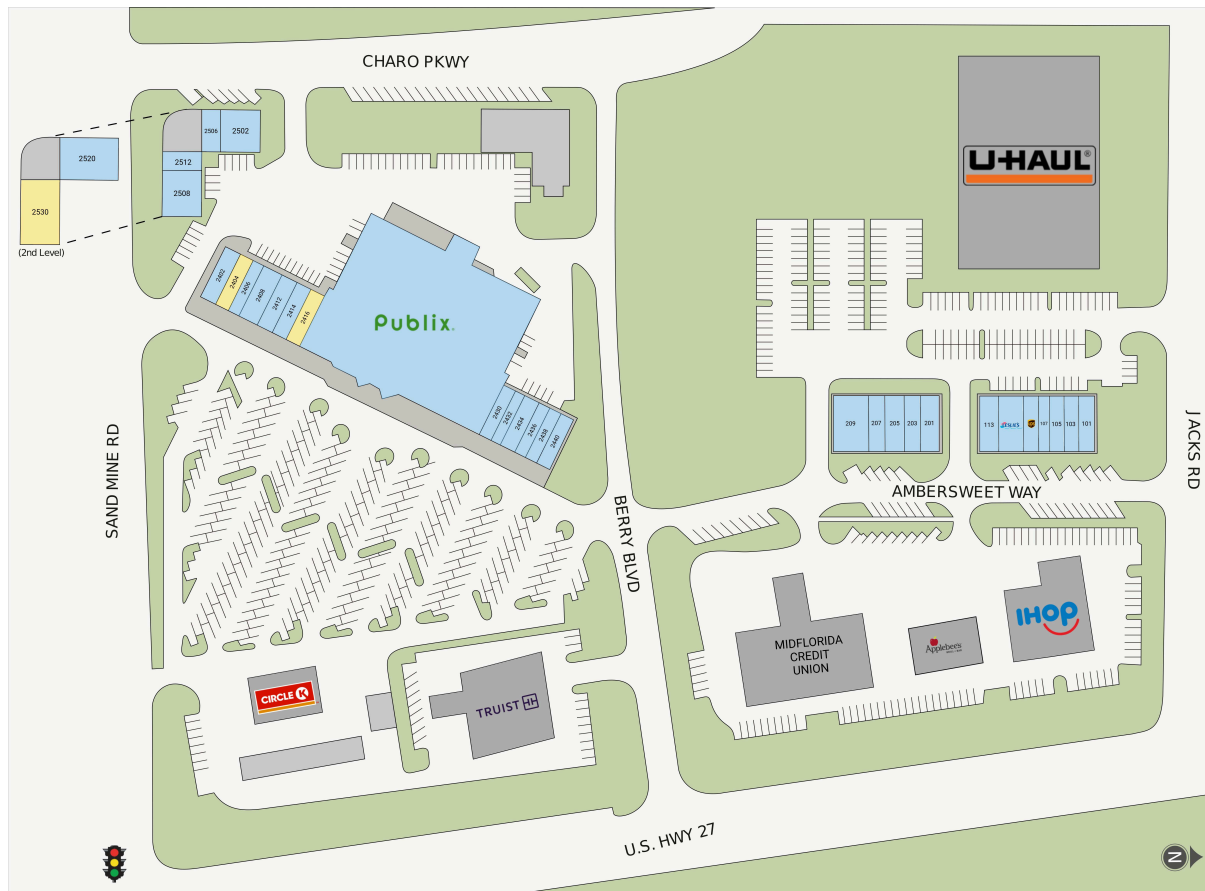 CHARO PKWY
U-HAUL®
2506
2502
2520
2512
2508
2530
(2nd Level)
2402
2404
2406
2408
2412
2414
2416
Publix.
2430
2432
2434
2436
2438
2440
209
207
205
203
201
113
ups
107
105
103
101
J ACKS RD
SAND MINE RD
AMBERSWEET WAY
BERRY BLVD
IHOP
MIDFLORIDA
CREDIT
UNION
Applebee's
CIRCLE K
TRUIST
U.S. HWY 27
N